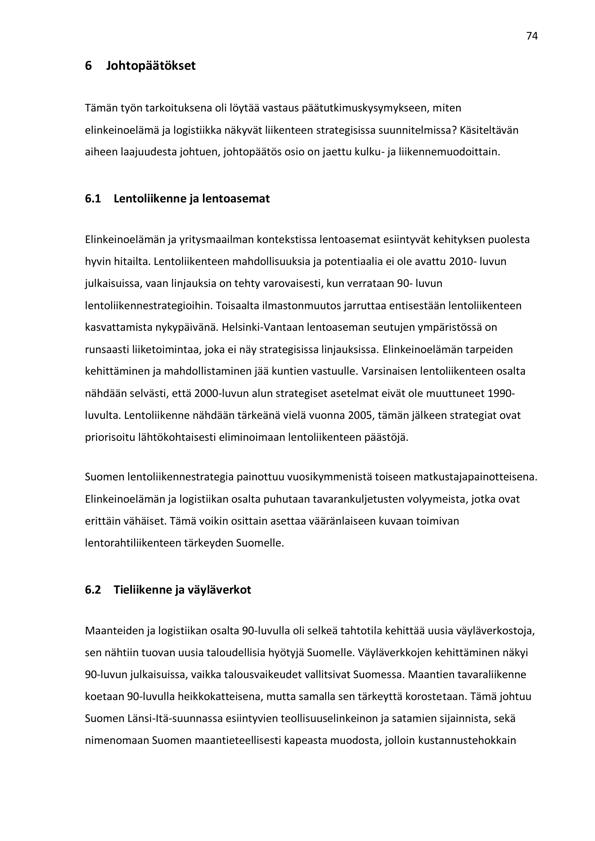 74
6 Johtopäätökset
Tämän työn tarkoituksena oli löytää vastaus päätutkimuskysymykseen, miten
elinkeinoelämä ja logistiikka näkyvät liikenteen strategisissa suunnitelmissa? Käsiteltävän
aiheen laajuudesta johtuen, johtopäätös osio on jaettu kulku- ja liikennemuodoittain.
6.1 Lentoliikenne ja lentoasemat
Elinkeinoelämän ja yritysmaailman kontekstissa lentoasemat esiintyvät kehityksen puolesta
hyvin hitailta. Lentoliikenteen mahdollisuuksia ja potentiaalia ei ole avattu 2010- luvun
julkaisuissa, vaan linjauksia on tehty varovaisesti, kun verrataan 90- luvun
lentoliikennestrategioihin. Toisaalta ilmastonmuutos jarruttaa entisestään lentoliikenteen
kasvattamista nykypäivänä. Helsinki-Vantaan lentoaseman seutujen ympäristössä on
runsaasti liiketoimintaa, joka ei näy strategisissa linjauksissa. Elinkeinoelämän tarpeiden
kehittäminen ja mahdollistaminen jää kuntien vastuulle. Varsinaisen lentoliikenteen osalta
nähdään selvästi, että 2000-luvun alun strategiset asetelmat eivät ole muuttuneet 1990-
luvulta. Lentoliikenne nähdään tärkeänä vielä vuonna 2005, tämän jälkeen strategiat ovat
priorisoitu lähtökohtaisesti eliminoimaan lentoliikenteen päästöjä.
Suomen lentoliikennestrategia painottuu vuosikymmenistä toiseen matkustajapainotteisena.
Elinkeinoelämän ja logistiikan osalta puhutaan tavarankuljetusten volyymeista, jotka ovat
erittäin vähäiset. Tämä voikin osittain asettaa vääränlaiseen kuvaan toimivan
lentorahtiliikenteen tärkeyden Suomelle.
6.2 Tieliikenne ja väyläverkot
Maanteiden ja logistiikan osalta 90-luvulla oli selkeä tahtotila kehittää uusia väyläverkostoja,
sen nähtiin tuovan uusia taloudellisia hyötyjä Suomelle. Väyläverkkojen kehittäminen näkyi
90-luvun julkaisuissa, vaikka talousvaikeudet vallitsivat Suomessa. Maantien tavaraliikenne
koetaan 90-luvulla heikkokatteisena, mutta samalla sen tärkeyttä korostetaan. Tämä johtuu
Suomen Länsi-Itä-suunnassa esiintyvien teollisuuselinkeinon ja satamien sijainnista, sekä
nimenomaan Suomen maantieteellisesti kapeasta muodosta, jolloin kustannustehokkain